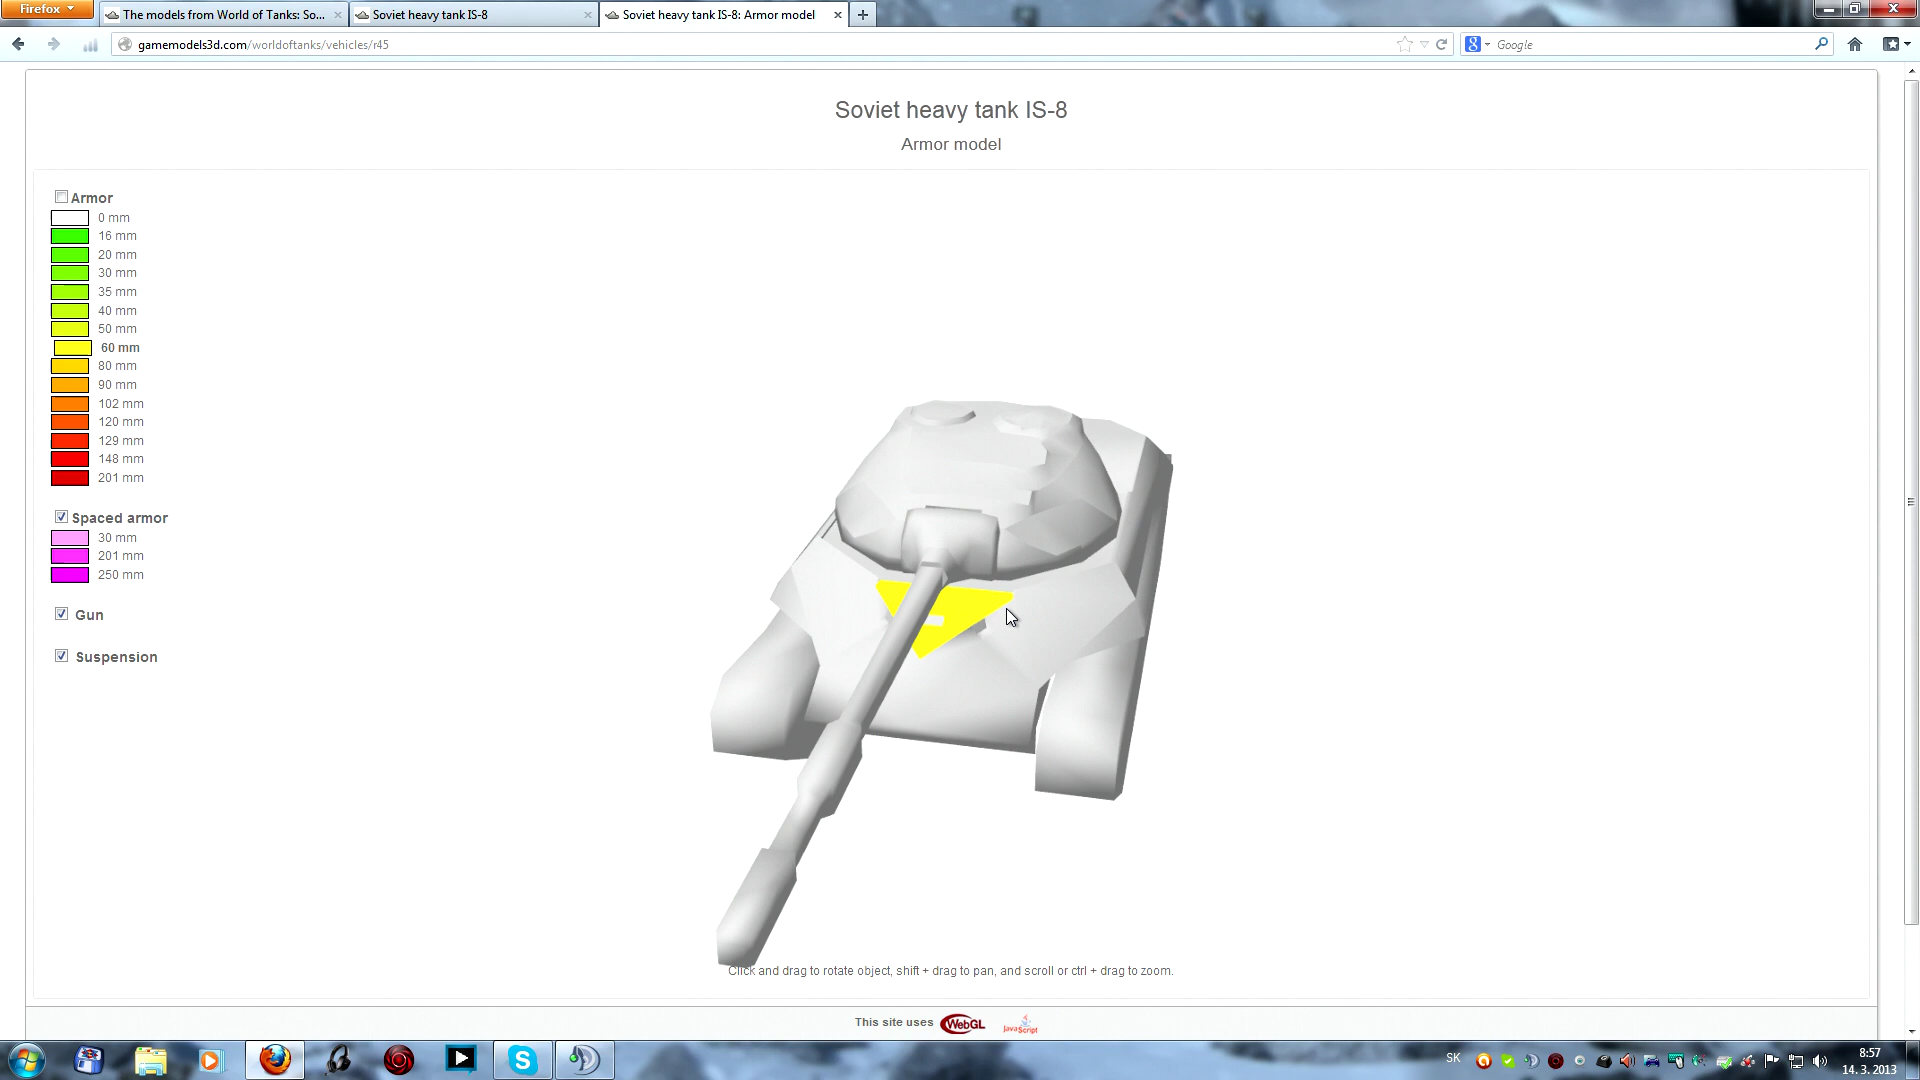 Firefox
The models from World of Tanks: So...
Soviet heavy tank IS-8
Soviet heavy tank IS-8: Armor model
gamemodels3d.com/worldoftanks/vehicles/r45
Google
Soviet heavy tank IS-8
Armor model
Armor
0 mm
16 mm
20 mm
30 mm
35 mm
40 mm
50 mm
60 mm
80 mm
90 mm
102 mm
120 mm
129 mm
148 mm
201 mm
Spaced armor
30 mm
201 mm
250 mm
Gun
Suspension
Click and drag to rotate object, shift + drag to pan, and scroll or ctrl + drag to zoom.
This site uses WebGL JavaScript
SK
8:57
14. 3. 2013